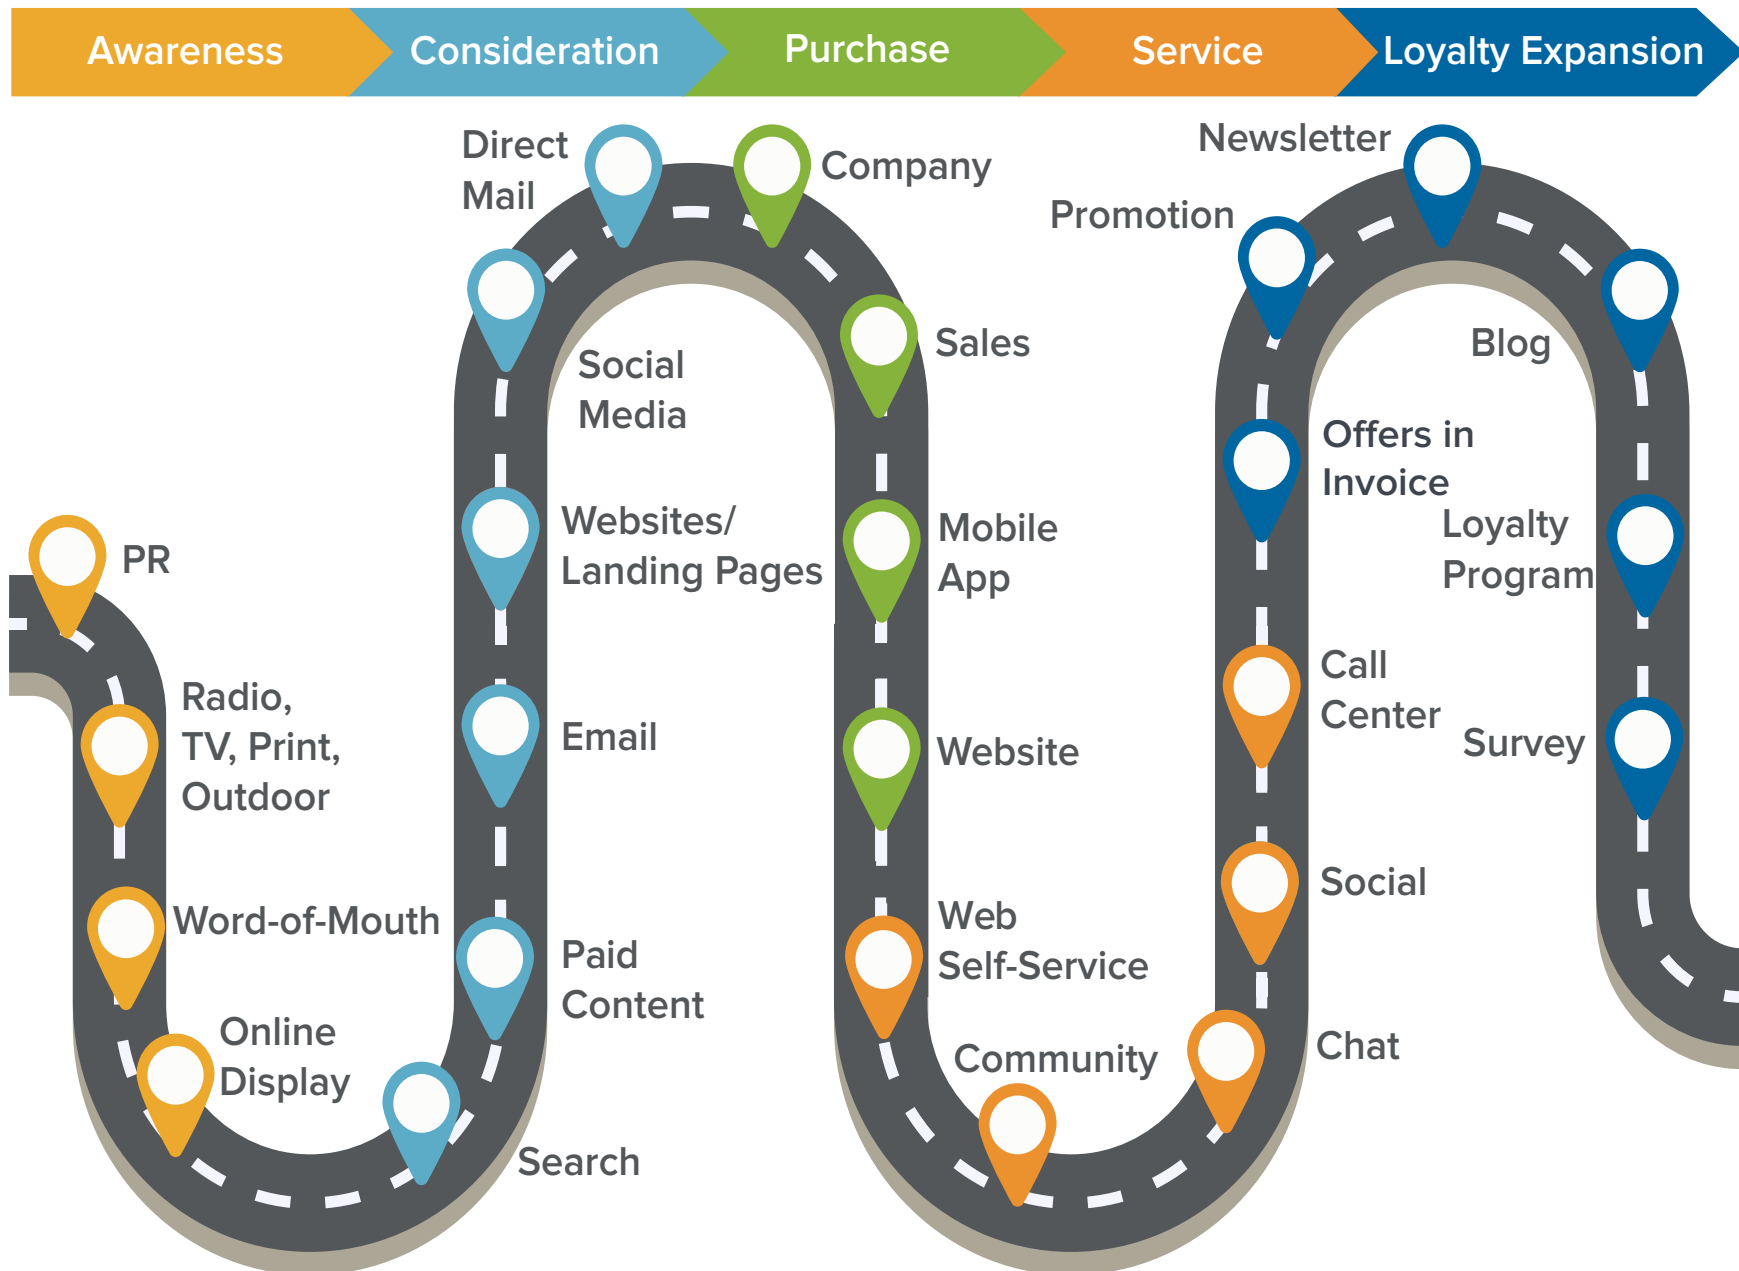 Awareness
Consideration
Purchase
Service
Loyalty Expansion
PR
Radio,
TV, Print,
Outdoor
Word-of-Mouth
Online
Display
Search
Paid
Content
Email
Websites/
Landing Pages
Social
Media
Direct
Mail
Company
Sales
Mobile
App
Website
Web
Self-Service
Community
Chat
Social
Call
Center
Offers in
Invoice
Promotion
Newsletter
Blog
Loyalty
Program
Survey